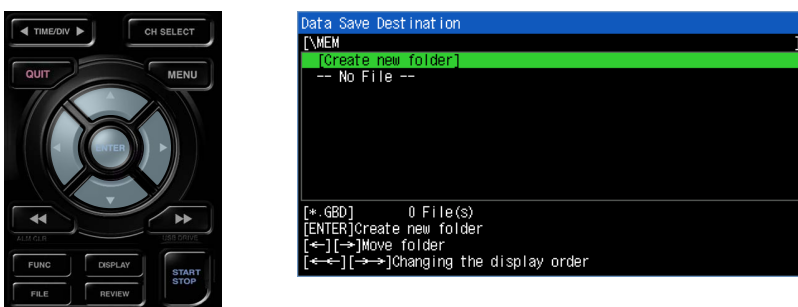 ◀ TIME/DIV ▶
CH SELECT
QUIT
MENU
ENTER
◀◀
▶▶
ALM CLR
USB DRIVE
FUNC
DISPLAY
START
STOP
FILE
REVIEW
Data Save Destination
[\MEM ]
[Create new folder]
-- No File --
[*.GBD] 0 File(s)
[ENTER]Create new folder
[←][→]Move folder
[←←][→→]Changing the display order